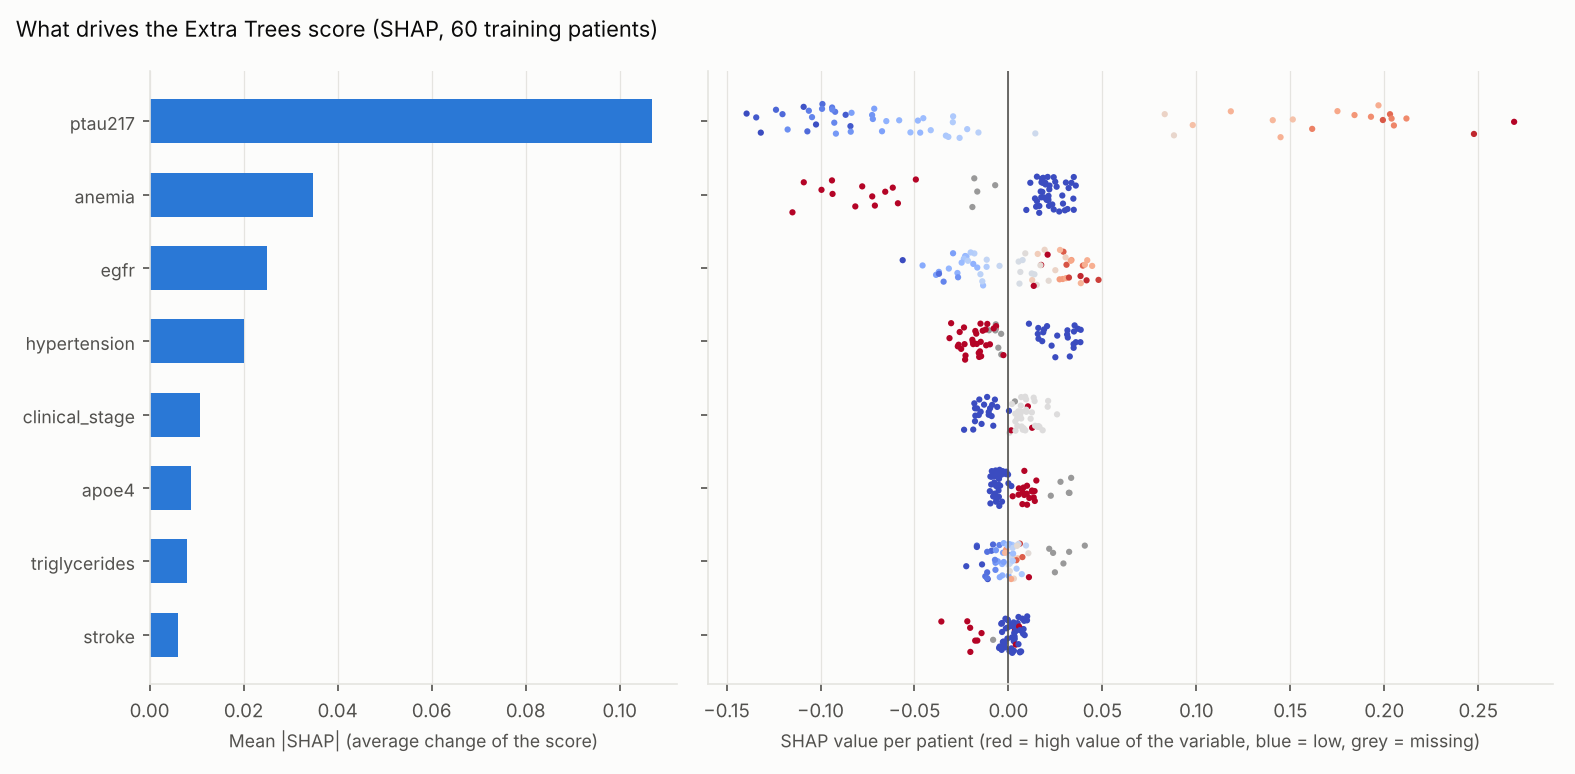 What drives the Extra Trees score (SHAP, 60 training patients)
ptau217
anemia
egfr
hypertension
clinical_stage
apoe4
triglycerides
stroke
0.00 0.02 0.04 0.06 0.08 0.10
Mean |SHAP| (average change of the score)
−0.15 −0.10 −0.05 0.00 0.05 0.10 0.15 0.20 0.25
SHAP value per patient (red = high value of the variable, blue = low, grey = missing)